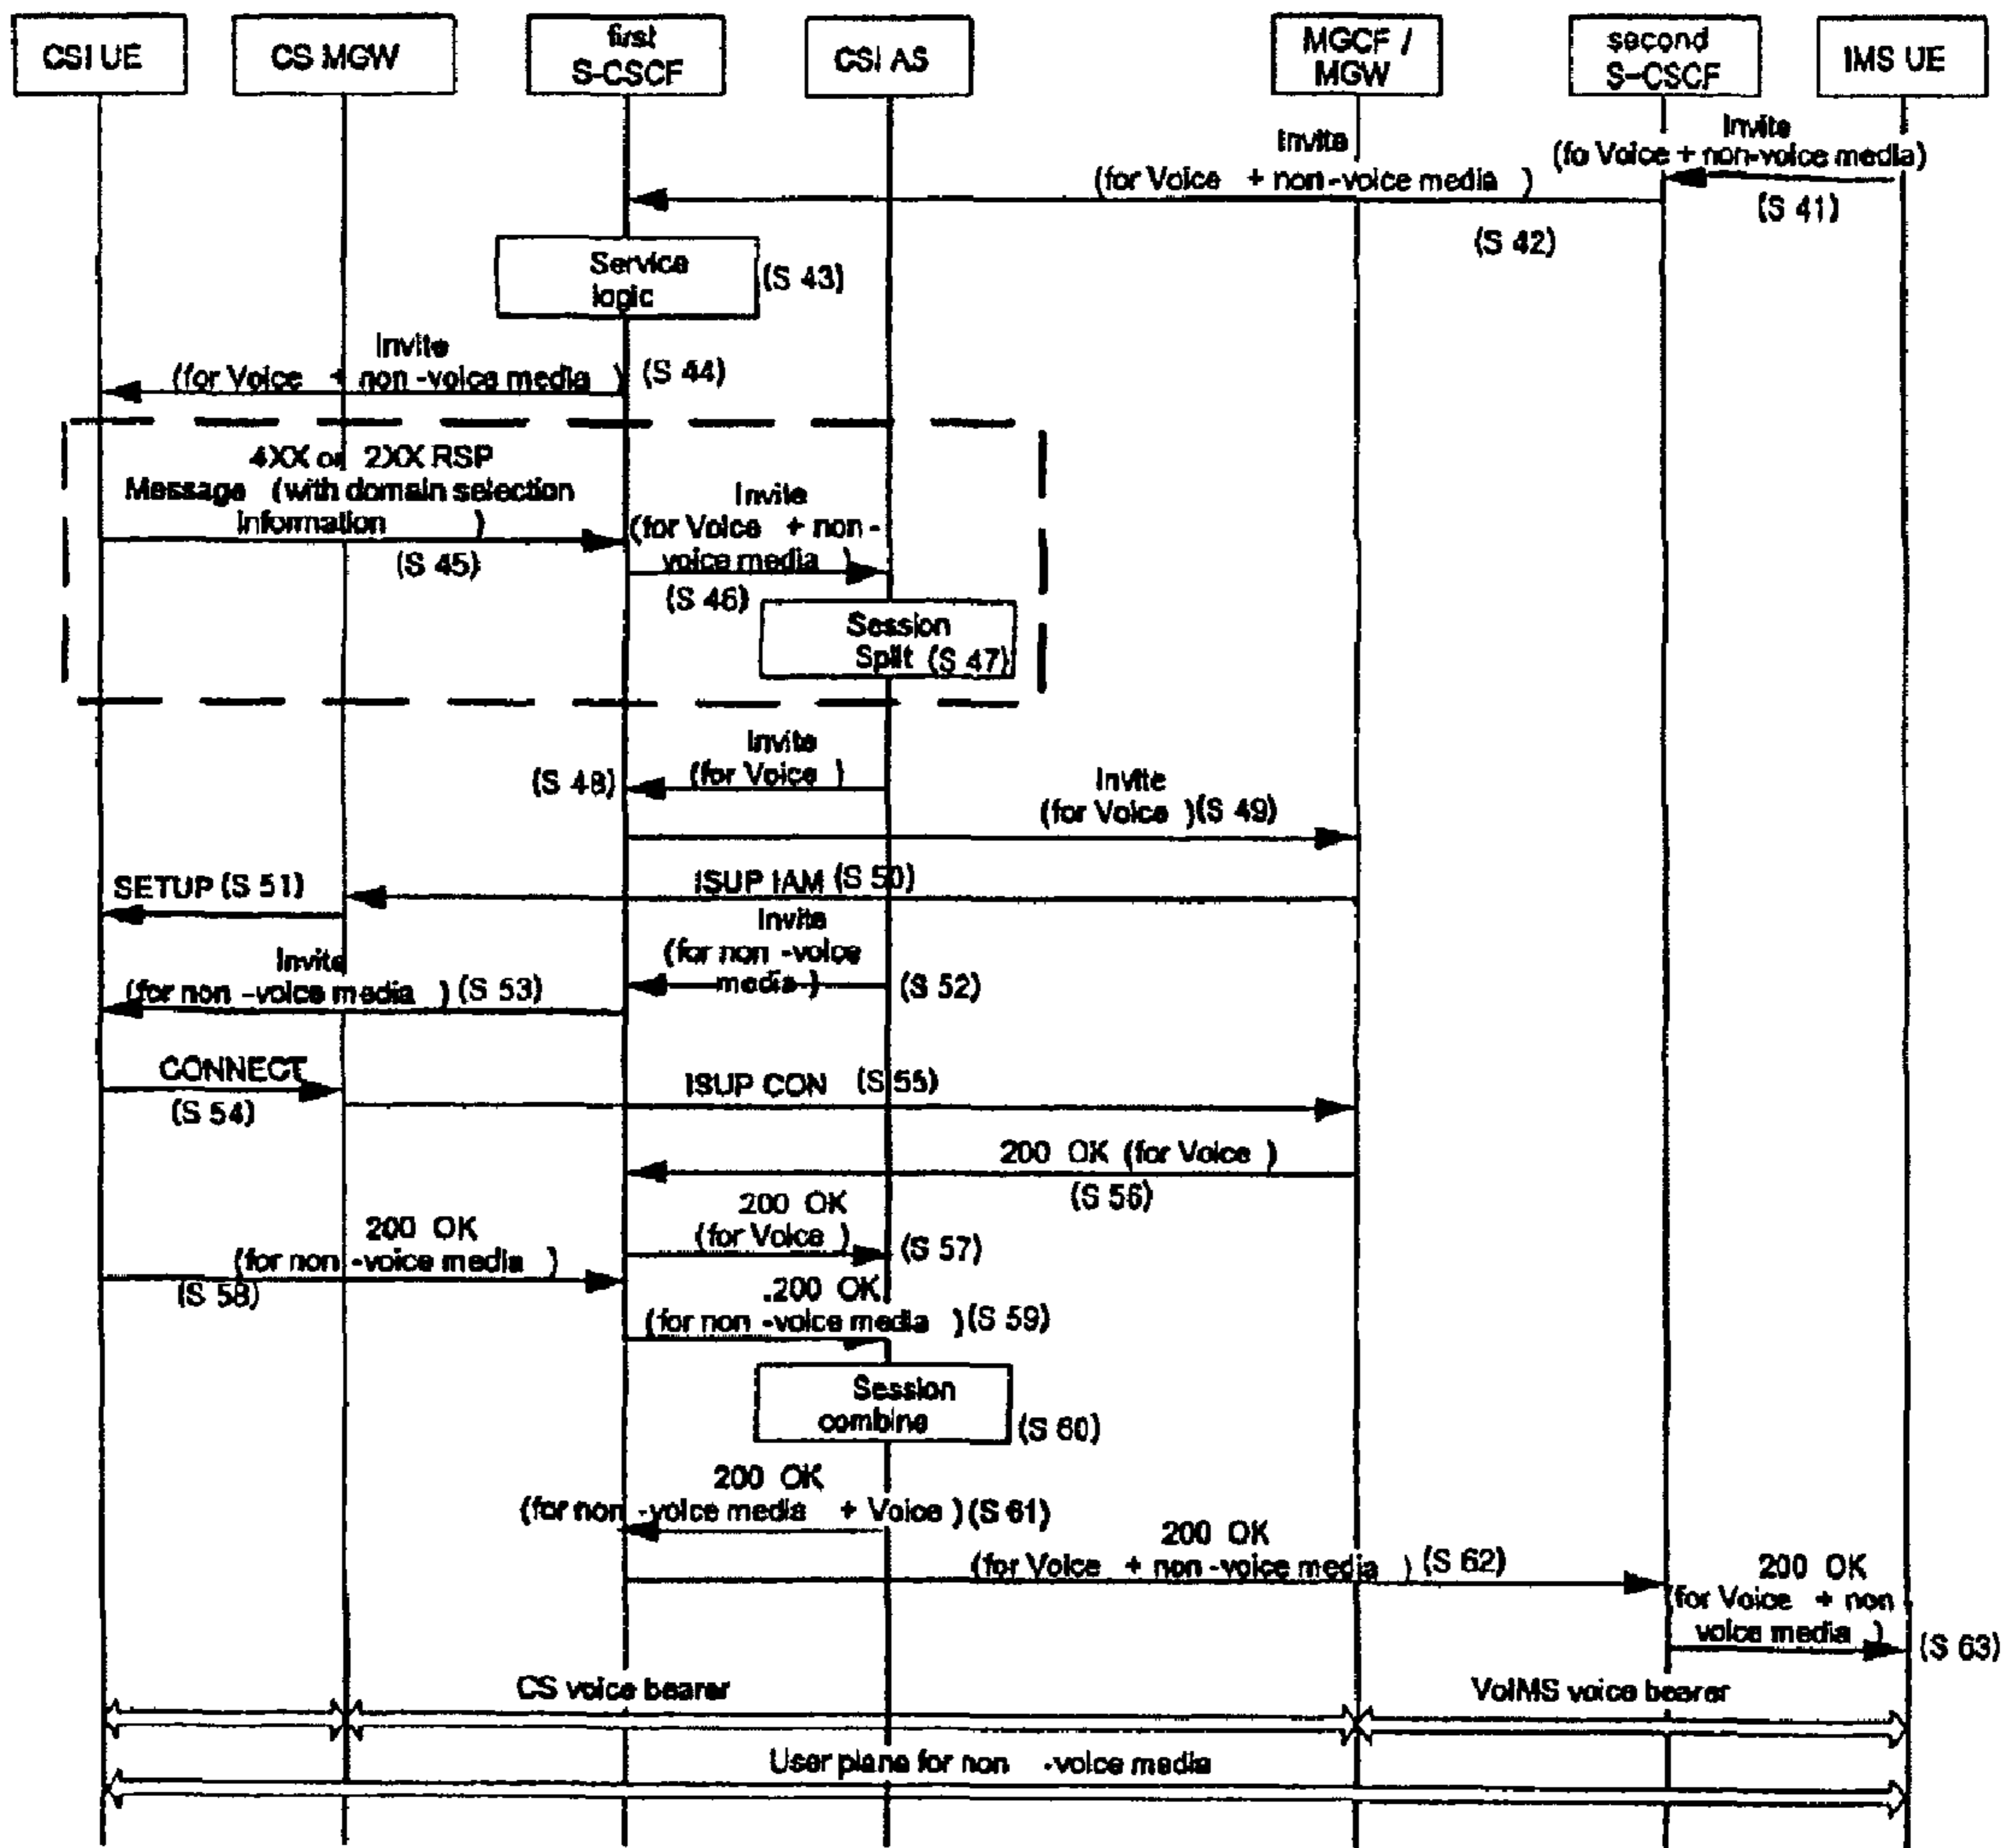 CSI UE
CS MGW
first
S-CSCF
CSI AS
MGCF /
MGW
second
S-CSCF
IMS UE
Invite
(fo Voice + non-voice media)
(S 41)
Invite
(for Voice + non-voice media )
(S 42)
Service
logic
(S 43)
Invite
(for Voice + non-voice media )
(S 44)
4XX or 2XX RSP
Message (with domain selection
Information )
(S 45)
Invite
(for Voice + non-
voice media )
(S 46)
Session
Split (S 47)
Invite
(for Voice )
(S 48)
Invite
(for Voice )(S 49)
ISUP IAM (S 50)
SETUP (S 51)
Invite
(for non-voice
media )
(S 52)
Invite
(for non-voice media ) (S 53)
CONNECT
(S 54)
ISUP CON (S 55)
200 OK (for Voice )
(S 56)
200 OK
(for Voice )
(S 57)
200 OK
(for non-voice media )
(S 58)
.200 OK
(for non-voice media )(S 59)
Session
combine
(S 60)
200 OK
(for non-voice media + Voice )(S 61)
200 OK
(for Voice + non-voice media ) (S 62)
200 OK
(for Voice + non
voice media )
(S 63)
CS voice bearer
VoIMS voice bearer
User plane for non -voice media